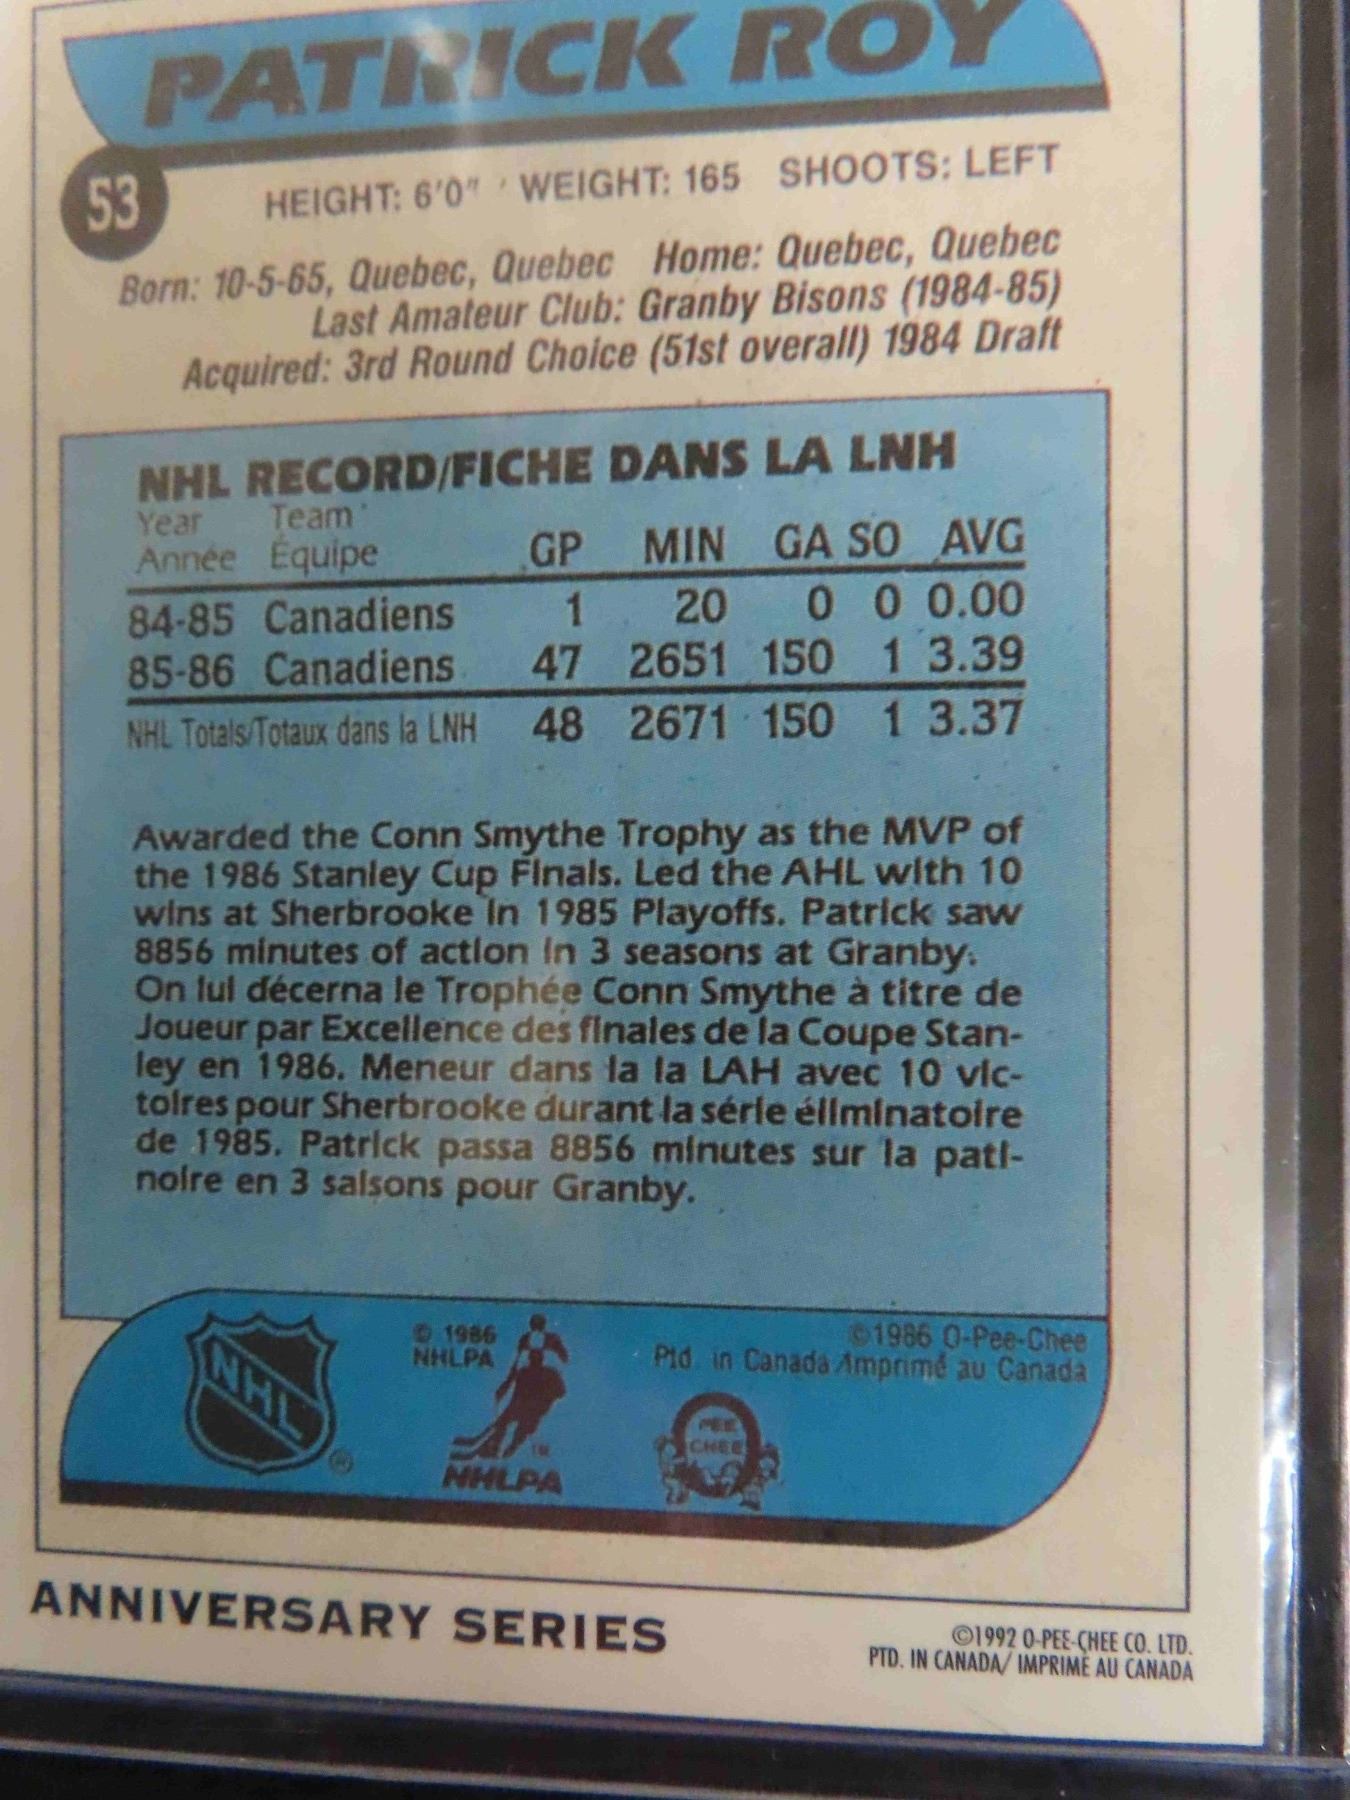 PATRICK ROY
53
HEIGHT: 6'0" WEIGHT: 165 SHOOTS: LEFT
Born: 10-5-65, Quebec, Quebec Home: Quebec, Quebec
Last Amateur Club: Granby Bisons (1984-85)
Acquired: 3rd Round Choice (51st overall) 1984 Draft
NHL RECORD/FICHE DANS LA LNH
Year Team
Année Équipe GP MIN GA SO AVG
84-85 Canadiens 1 20 0 0 0.00
85-86 Canadiens 47 2651 150 1 3.39
NHL Totals/Totaux dans la LNH 48 2671 150 1 3.37
Awarded the Conn Smythe Trophy as the MVP of
the 1986 Stanley Cup Finals. Led the AHL with 10
wins at Sherbrooke in 1985 Playoffs. Patrick saw
8856 minutes of action in 3 seasons at Granby.
On lui décerna le Trophée Conn Smythe à titre de
Joueur par Excellence des finales de la Coupe Stan-
ley en 1986. Meneur dans la la LAH avec 10 vic-
toires pour Sherbrooke durant la série éliminatoire
de 1985. Patrick passa 8856 minutes sur la pati-
noire en 3 saisons pour Granby.
NHL ®
© 1986
NHLPA
TM
NHLPA
©1986 O-Pee-Chee
Ptd. in Canada/Imprimé au Canada
PEE
CHEE
ANNIVERSARY SERIES
©1992 O-PEE-CHEE CO. LTD.
PTD. IN CANADA/ IMPRIMÉ AU CANADA